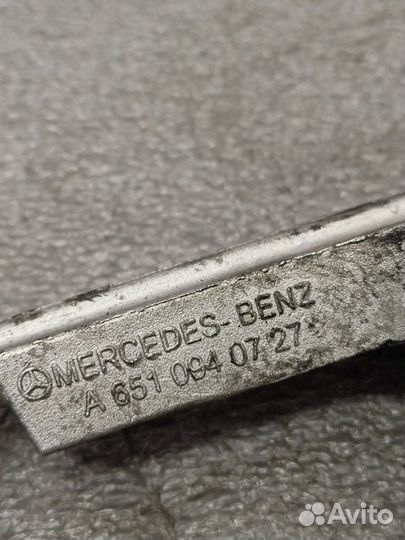 MERCEDES-BENZ
A 651 094 07 27
Avito